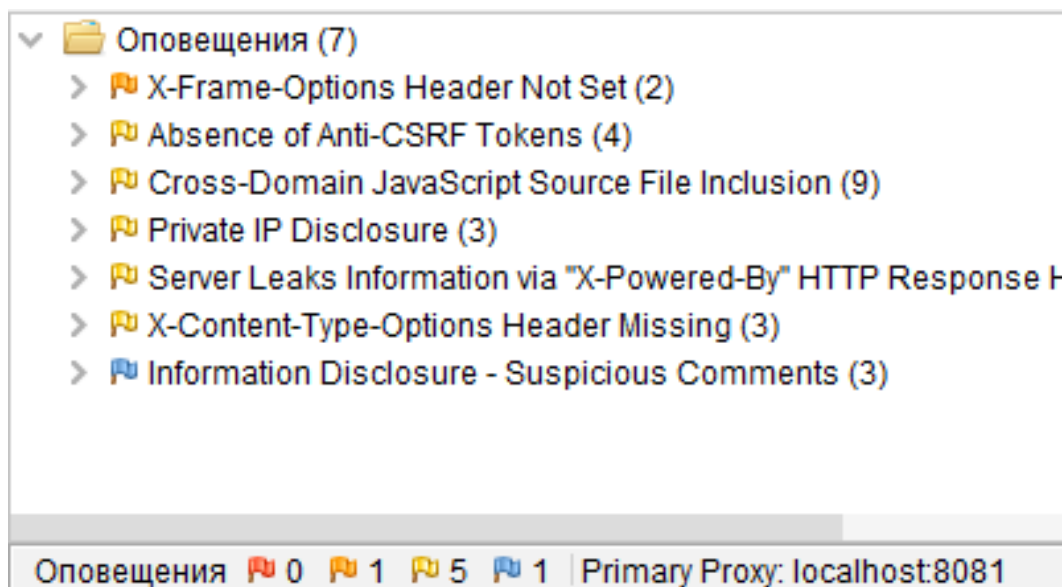 Оповещения (7)
X-Frame-Options Header Not Set (2)
Absence of Anti-CSRF Tokens (4)
Cross-Domain JavaScript Source File Inclusion (9)
Private IP Disclosure (3)
Server Leaks Information via "X-Powered-By" HTTP Response H
X-Content-Type-Options Header Missing (3)
Information Disclosure - Suspicious Comments (3)
Оповещения 0 1 5 1 Primary Proxy: localhost:8081